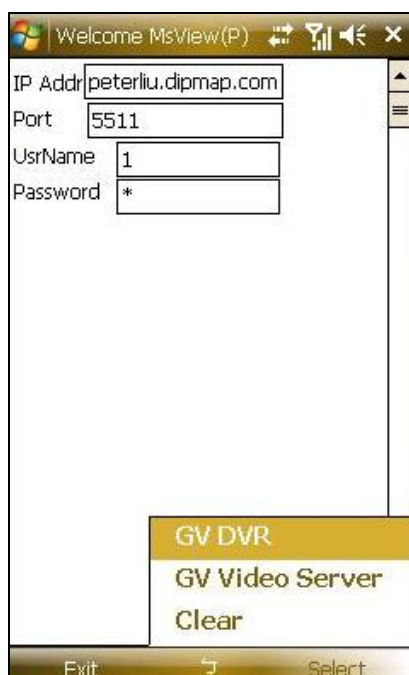 Welcome MsView(P)
IP Addr peterliu.dipmap.com
Port 5511
UsrName 1
Password *
GV DVR
GV Video Server
Clear
Exit Select